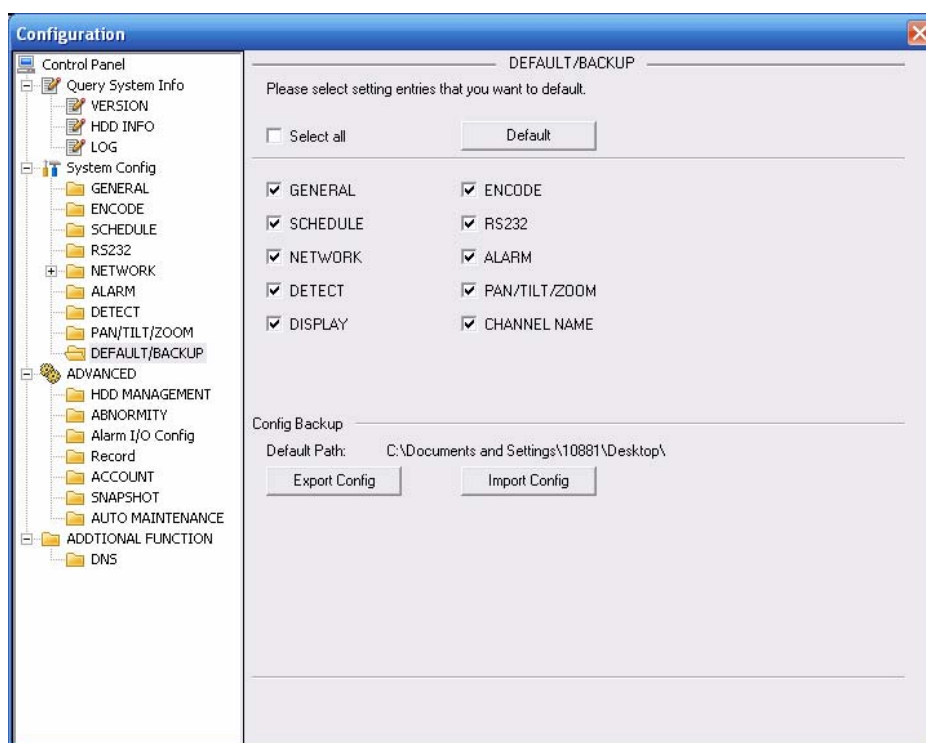 Configuration
Control Panel
Query System Info
VERSION
HDD INFO
LOG
System Config
GENERAL
ENCODE
SCHEDULE
RS232
NETWORK
ALARM
DETECT
PAN/TILT/ZOOM
DEFAULT/BACKUP
ADVANCED
HDD MANAGEMENT
ABNORMITY
Alarm I/O Config
Record
ACCOUNT
SNAPSHOT
AUTO MAINTENANCE
ADDTIONAL FUNCTION
DNS
DEFAULT/BACKUP
Please select setting entries that you want to default.
Select all Default
GENERAL ENCODE
SCHEDULE RS232
NETWORK ALARM
DETECT PAN/TILT/ZOOM
DISPLAY CHANNEL NAME
Config Backup
Default Path: C:\Documents and Settings\10881\Desktop\
Export Config Import Config